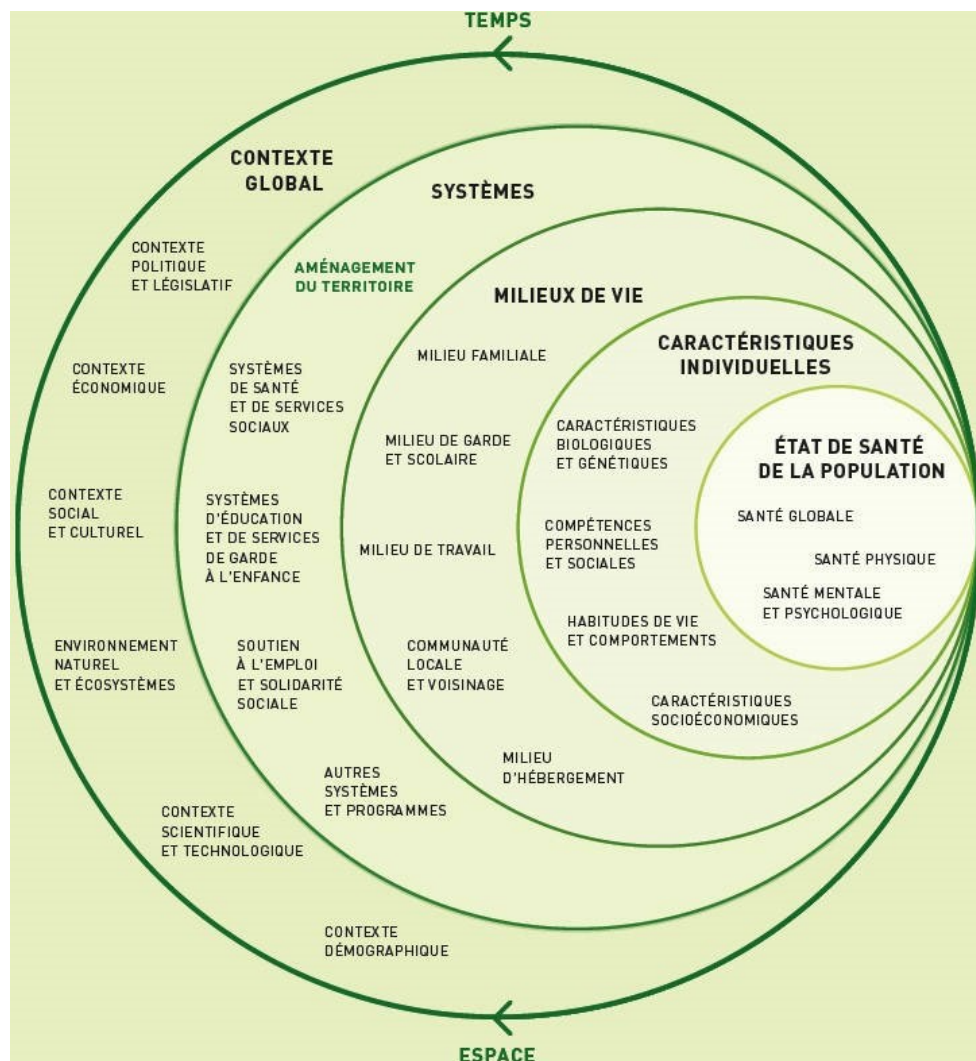 TEMPS
CONTEXTE
GLOBAL
CONTEXTE
POLITIQUE
ET LÉGISLATIF
CONTEXTE
ÉCONOMIQUE
CONTEXTE
SOCIAL
ET CULTUREL
ENVIRONNEMENT
NATUREL
ET ÉCOSYSTÈMES
CONTEXTE
SCIENTIFIQUE
ET TECHNOLOGIQUE
CONTEXTE
DÉMOGRAPHIQUE
SYSTÈMES
AMÉNAGEMENT
DU TERRITOIRE
SYSTÈMES
DE SANTÉ
ET DE SERVICES
SOCIAUX
SYSTÈMES
D'ÉDUCATION
ET DE SERVICES
DE GARDE
À L'ENFANCE
SOUTIEN
À L'EMPLOI
ET SOLIDARITÉ
SOCIALE
AUTRES
SYSTÈMES
ET PROGRAMMES
MILIEUX DE VIE
MILIEU FAMILIALE
MILIEU DE GARDE
ET SCOLAIRE
MILIEU DE TRAVAIL
COMMUNAUTÉ
LOCALE
ET VOISINAGE
MILIEU
D'HÉBERGEMENT
CARACTÉRISTIQUES
INDIVIDUELLES
CARACTÉRISTIQUES
BIOLOGIQUES
ET GÉNÉTIQUES
COMPÉTENCES
PERSONNELLES
ET SOCIALES
HABITUDES DE VIE
ET COMPORTEMENTS
CARACTÉRISTIQUES
SOCIOÉCONOMIQUES
ÉTAT DE SANTÉ
DE LA POPULATION
SANTÉ GLOBALE
SANTÉ PHYSIQUE
SANTÉ MENTALE
ET PSYCHOLOGIQUE
ESPACE